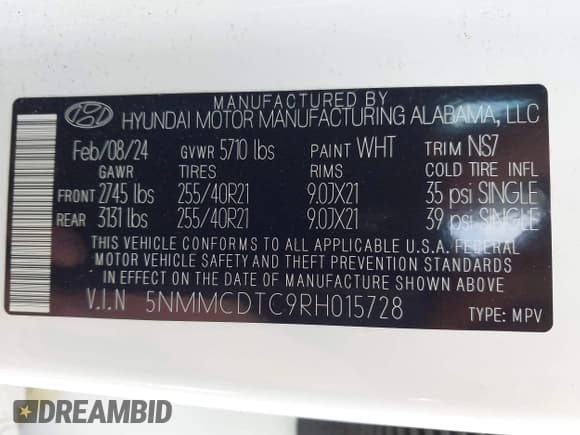 MANUFACTURED BY
HYUNDAI MOTOR MANUFACTURING ALABAMA, LLC
Feb/08/24 GVWR 5710 lbs PAINT WHT TRIM NS7
GAWR TIRES RIMS COLD TIRE INFL
FRONT 2745 lbs 255/40R21 9.0JX21 35 psi SINGLE
REAR 3131 lbs 255/40R21 9.0JX21 39 psi SINGLE
THIS VEHICLE CONFORMS TO ALL APPLICABLE U.S.A. FEDERAL
MOTOR VEHICLE SAFETY AND THEFT PREVENTION STANDARDS
IN EFFECT ON THE DATE OF MANUFACTURE SHOWN ABOVE
V.I.N 5NMMCDTC9RH015728 TYPE: MPV
DREAMBID